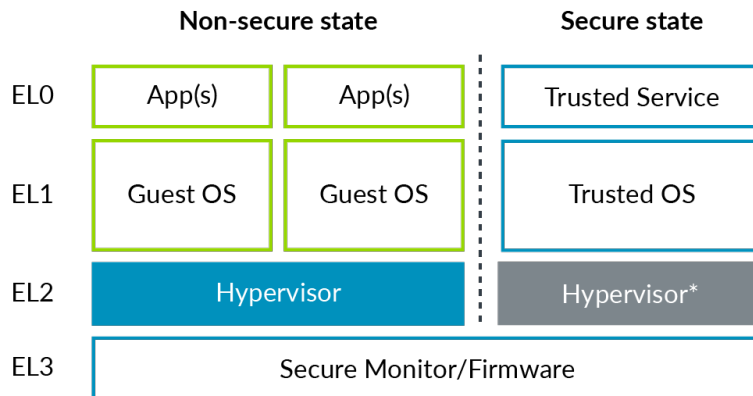 Non-secure state Secure state
EL0 App(s) App(s) Trusted Service
EL1 Guest OS Guest OS Trusted OS
EL2 Hypervisor Hypervisor*
EL3 Secure Monitor/Firmware